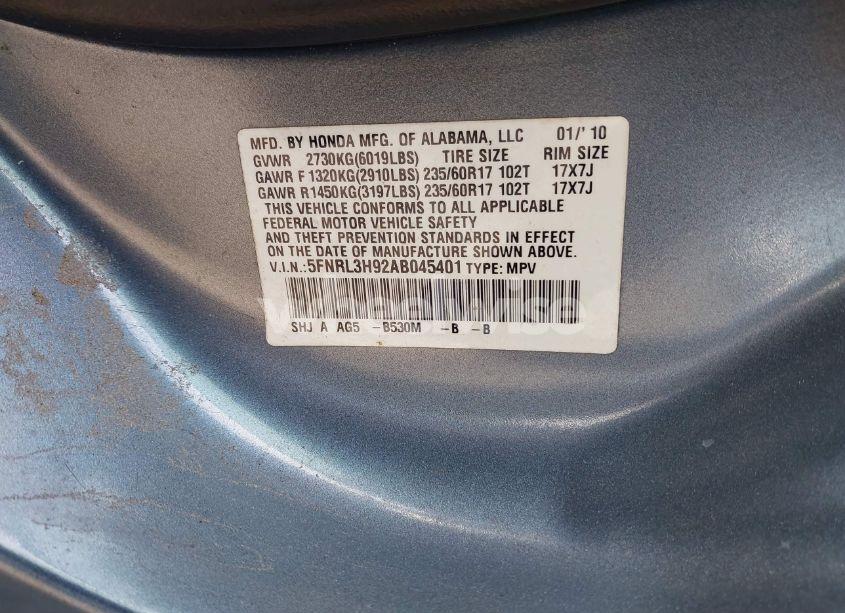 MFD. BY HONDA MFG. OF ALABAMA, LLC 01/' 10
GVWR 2730KG(6019LBS) TIRE SIZE RIM SIZE
GAWR F 1320KG(2910LBS) 235/60R17 102T 17X7J
GAWR R1450KG(3197LBS) 235/60R17 102T 17X7J
THIS VEHICLE CONFORMS TO ALL APPLICABLE
FEDERAL MOTOR VEHICLE SAFETY
AND THEFT PREVENTION STANDARDS IN EFFECT
ON THE DATE OF MANUFACTURE SHOWN ABOVE.
V.I.N.:5FNRL3H92AB045401 TYPE: MPV
SHJ A AG5 -B530M -B -B